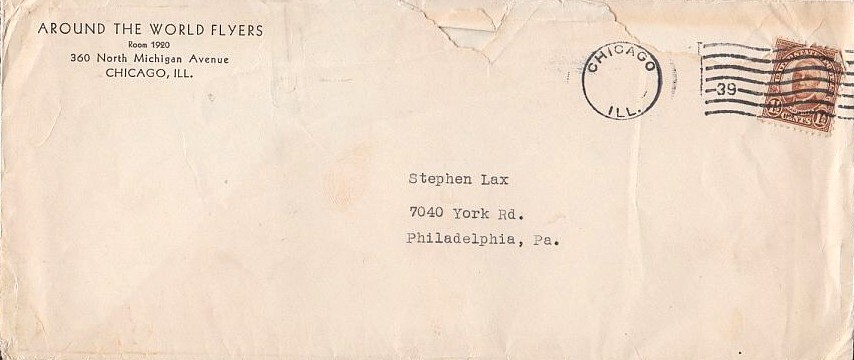 AROUND THE WORLD FLYERS
Room 1920
360 North Michigan Avenue
CHICAGO, ILL.
CHICAGO
ILL.
39
CENTS
Stephen Lax
7040 York Rd.
Philadelphia, Pa.